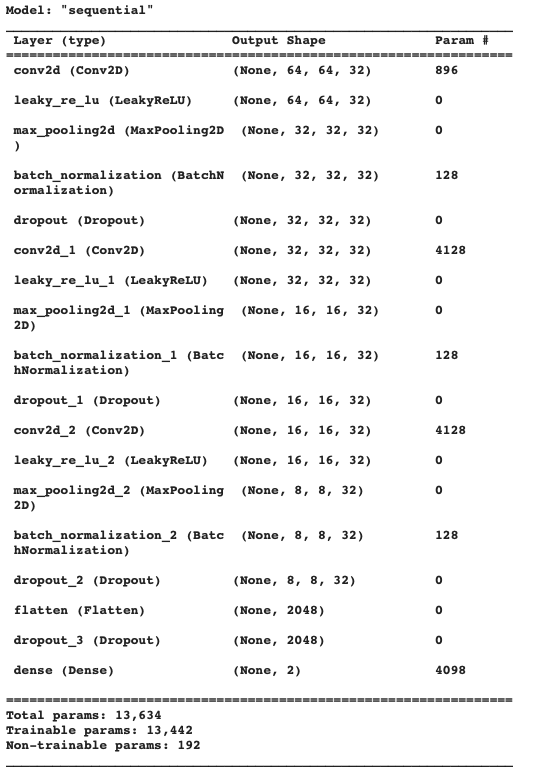 Model: "sequential"
Layer (type) Output Shape Param #
conv2d (Conv2D) (None, 64, 64, 32) 896
leaky_re_lu (LeakyReLU) (None, 64, 64, 32) 0
max_pooling2d (MaxPooling2D (None, 32, 32, 32) 0
)
batch_normalization (BatchN (None, 32, 32, 32) 128
ormalization)
dropout (Dropout) (None, 32, 32, 32) 0
conv2d_1 (Conv2D) (None, 32, 32, 32) 4128
leaky_re_lu_1 (LeakyReLU) (None, 32, 32, 32) 0
max_pooling2d_1 (MaxPooling (None, 16, 16, 32) 0
2D)
batch_normalization_1 (Batc (None, 16, 16, 32) 128
hNormalization)
dropout_1 (Dropout) (None, 16, 16, 32) 0
conv2d_2 (Conv2D) (None, 16, 16, 32) 4128
leaky_re_lu_2 (LeakyReLU) (None, 16, 16, 32) 0
max_pooling2d_2 (MaxPooling (None, 8, 8, 32) 0
2D)
batch_normalization_2 (Batc (None, 8, 8, 32) 128
hNormalization)
dropout_2 (Dropout) (None, 8, 8, 32) 0
flatten (Flatten) (None, 2048) 0
dropout_3 (Dropout) (None, 2048) 0
dense (Dense) (None, 2) 4098
Total params: 13,634
Trainable params: 13,442
Non-trainable params: 192